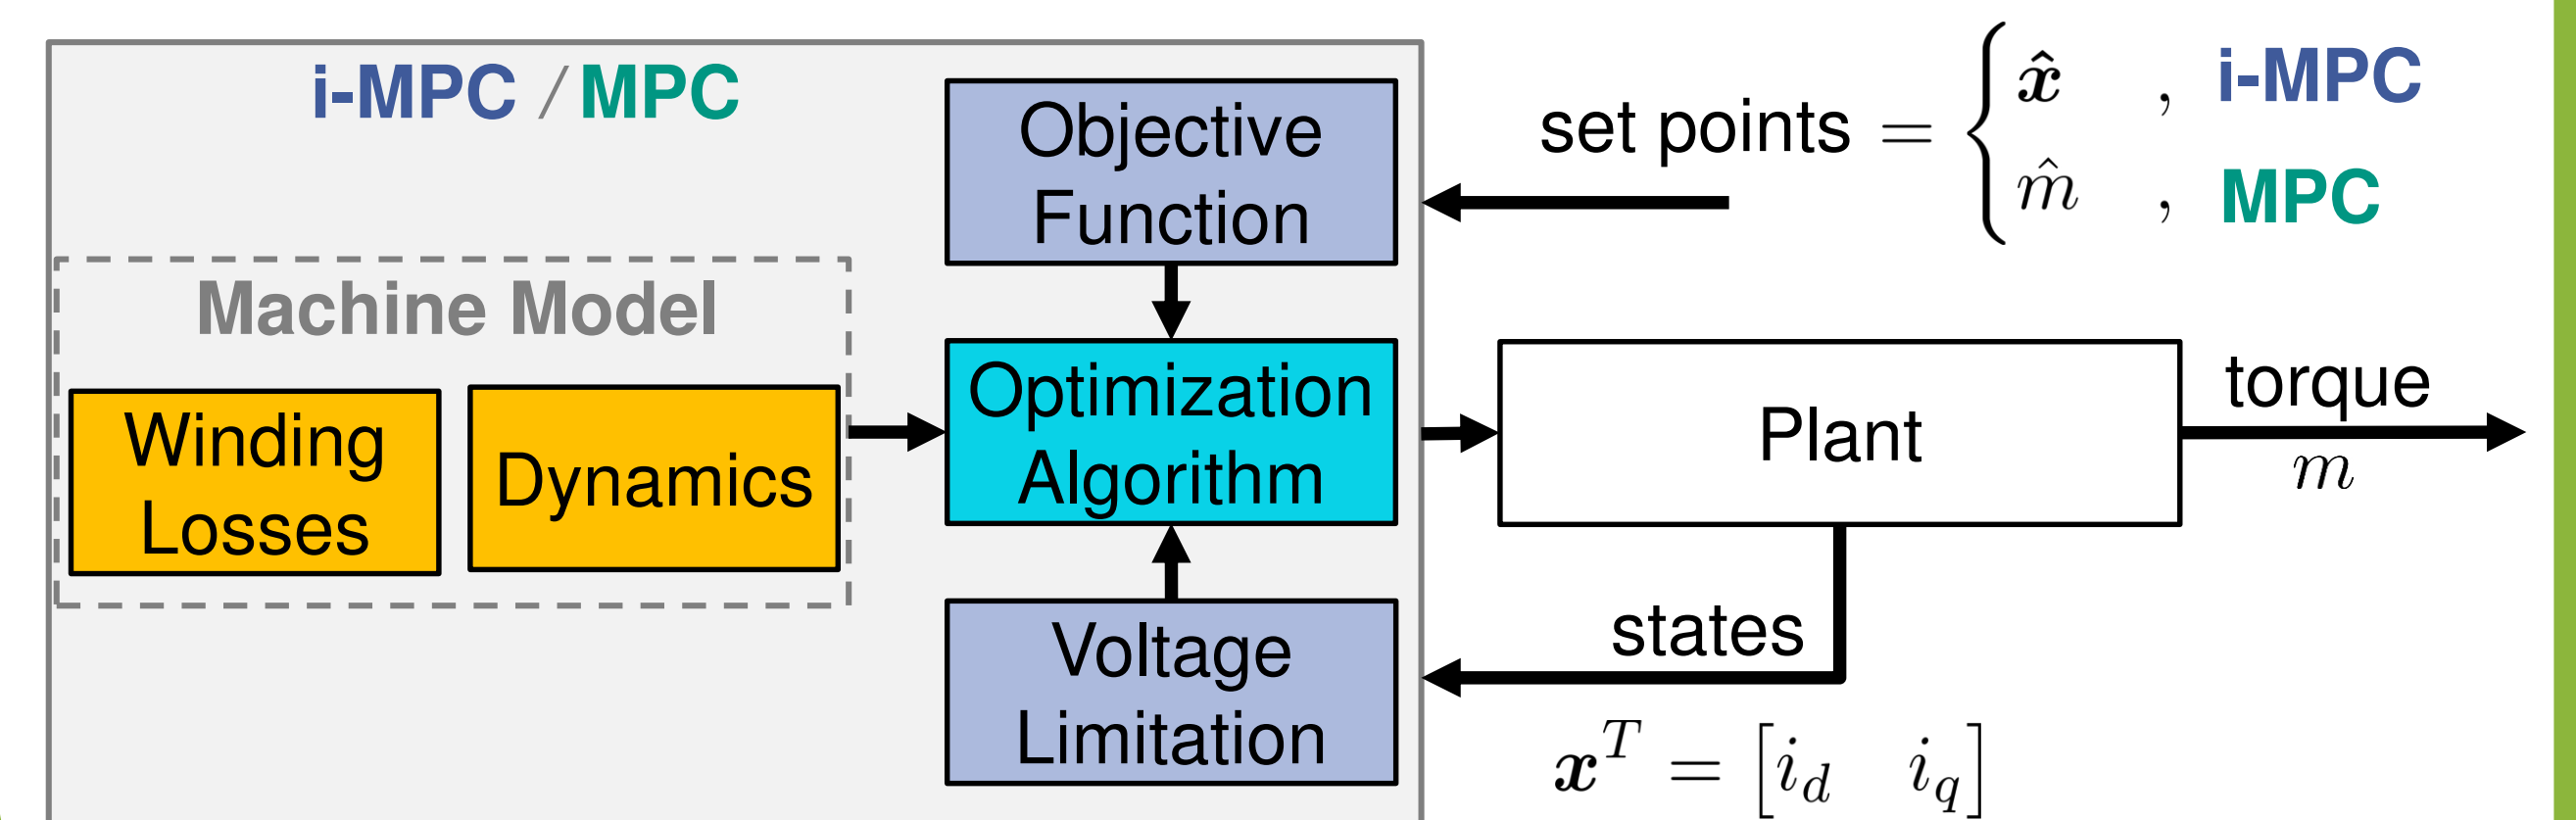 i-MPC / MPC
Objective
Function
set points = { x̂ , i-MPC
m̂ , MPC
Machine Model
Winding
Losses
Dynamics
Optimization
Algorithm
Plant
torque
m
states
Voltage
Limitation
x^T = [i_d i_q]